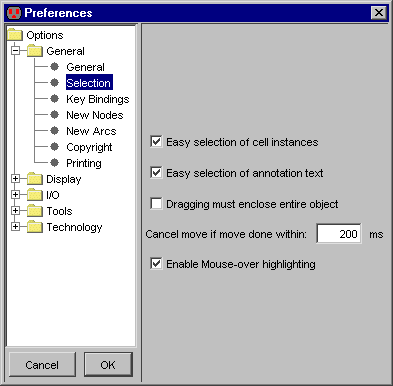 Preferences
Options
General
General
Selection
Key Bindings
New Nodes
New Arcs
Copyright
Printing
Display
I/O
Tools
Technology
Easy selection of cell instances
Easy selection of annotation text
Dragging must enclose entire object
Cancel move if move done within: 200 ms
Enable Mouse-over highlighting
Cancel OK